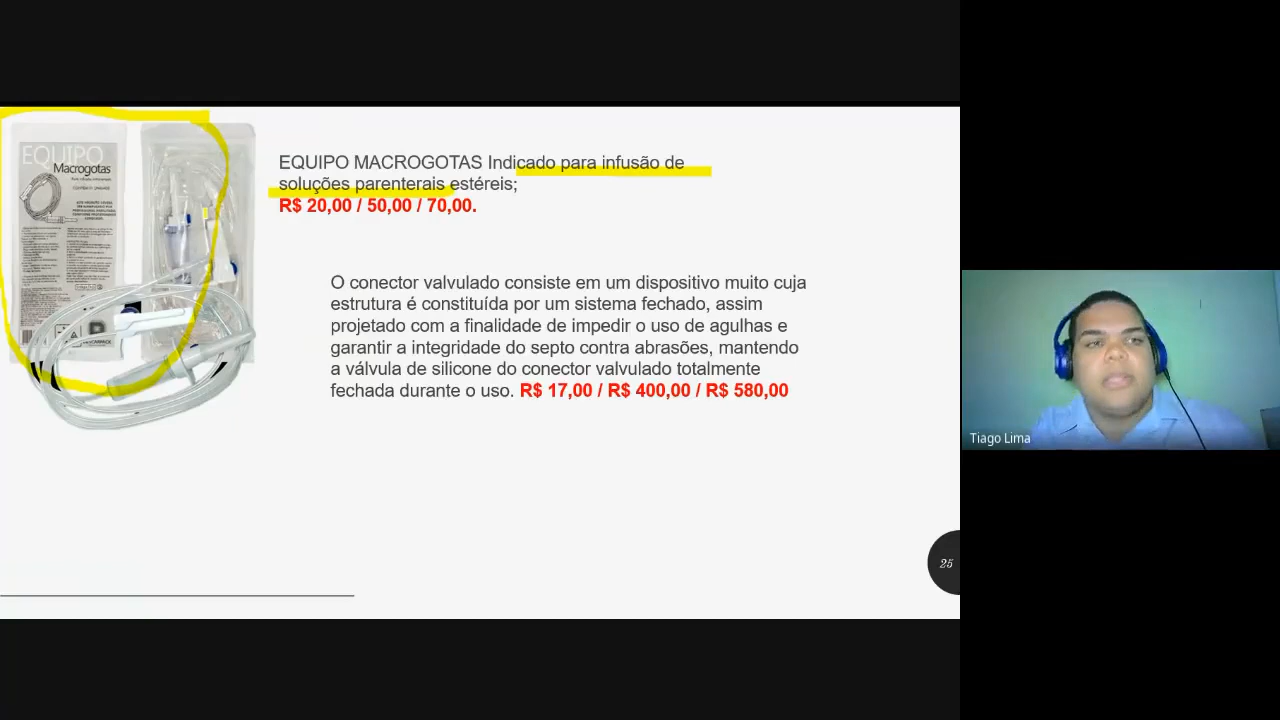 EQUIPO
Macrogotas
EQUIPO MACROGOTAS Indicado para infusão de
soluções parenterais estéreis;
R$ 20,00 / 50,00 / 70,00.
O conector valvulado consiste em um dispositivo muito cuja
estrutura é constituída por um sistema fechado, assim
projetado com a finalidade de impedir o uso de agulhas e
garantir a integridade do septo contra abrasões, mantendo
a válvula de silicone do conector valvulado totalmente
fechada durante o uso. R$ 17,00 / R$ 400,00 / R$ 580,00
Tiago Lima
25